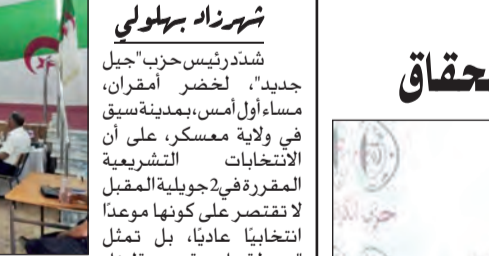 شهرزاد بهلولي
شدّد رئيس حزب "جيل
جديد"، لخضر أمقران،
مساء أول أمس، بمدينة سيق
في ولاية معسكر، على أن
الانتخابات التشريعية
المقررة في 2 جويلية المقبل
لا تقتصر على كونها موعدًا
انتخابيًا عاديًا، بل تمثل
حقاق